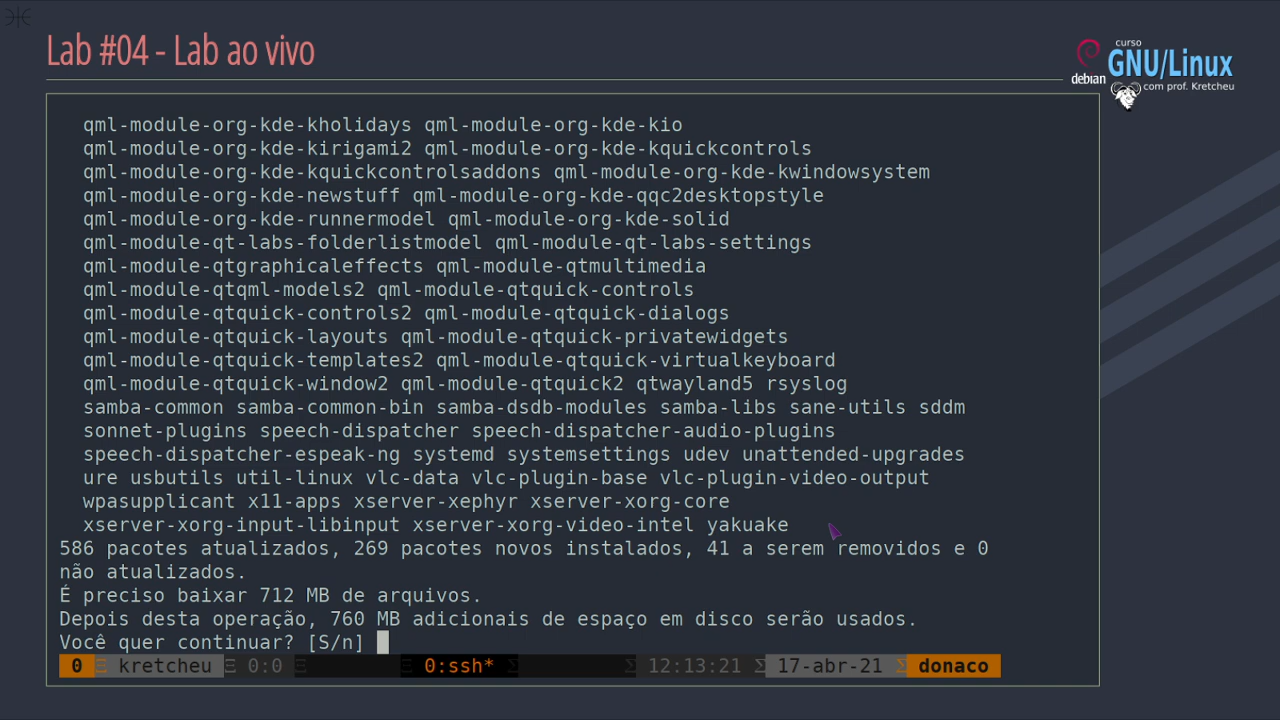 Lab #04 - Lab ao vivo
curso
GNU/Linux
debian
com prof. Kretcheu
qml-module-org-kde-kholidays qml-module-org-kde-kio
qml-module-org-kde-kirigami2 qml-module-org-kde-kquickcontrols
qml-module-org-kde-kquickcontrolsaddons qml-module-org-kde-kwindowsystem
qml-module-org-kde-newstuff qml-module-org-kde-qqc2desktopstyle
qml-module-org-kde-runnermodel qml-module-org-kde-solid
qml-module-qt-labs-folderlistmodel qml-module-qt-labs-settings
qml-module-qtgraphicaleffects qml-module-qtmultimedia
qml-module-qtqml-models2 qml-module-qtquick-controls
qml-module-qtquick-controls2 qml-module-qtquick-dialogs
qml-module-qtquick-layouts qml-module-qtquick-privatewidgets
qml-module-qtquick-templates2 qml-module-qtquick-virtualkeyboard
qml-module-qtquick-window2 qml-module-qtquick2 qtwayland5 rsyslog
samba-common samba-common-bin samba-dsdb-modules samba-libs sane-utils sddm
sonnet-plugins speech-dispatcher speech-dispatcher-audio-plugins
speech-dispatcher-espeak-ng systemd systemsettings udev unattended-upgrades
ure usbutils util-linux vlc-data vlc-plugin-base vlc-plugin-video-output
wpasupplicant x11-apps xserver-xephyr xserver-xorg-core
xserver-xorg-input-libinput xserver-xorg-video-intel yakuake
586 pacotes atualizados, 269 pacotes novos instalados, 41 a serem removidos e 0
não atualizados.
É preciso baixar 712 MB de arquivos.
Depois desta operação, 760 MB adicionais de espaço em disco serão usados.
Você quer continuar? [S/n]
0 Ξ kretcheu Ξ 0:0 Ξ 0:ssh* Σ Σ 12:13:21 Σ 17-abr-21 Σ donaco